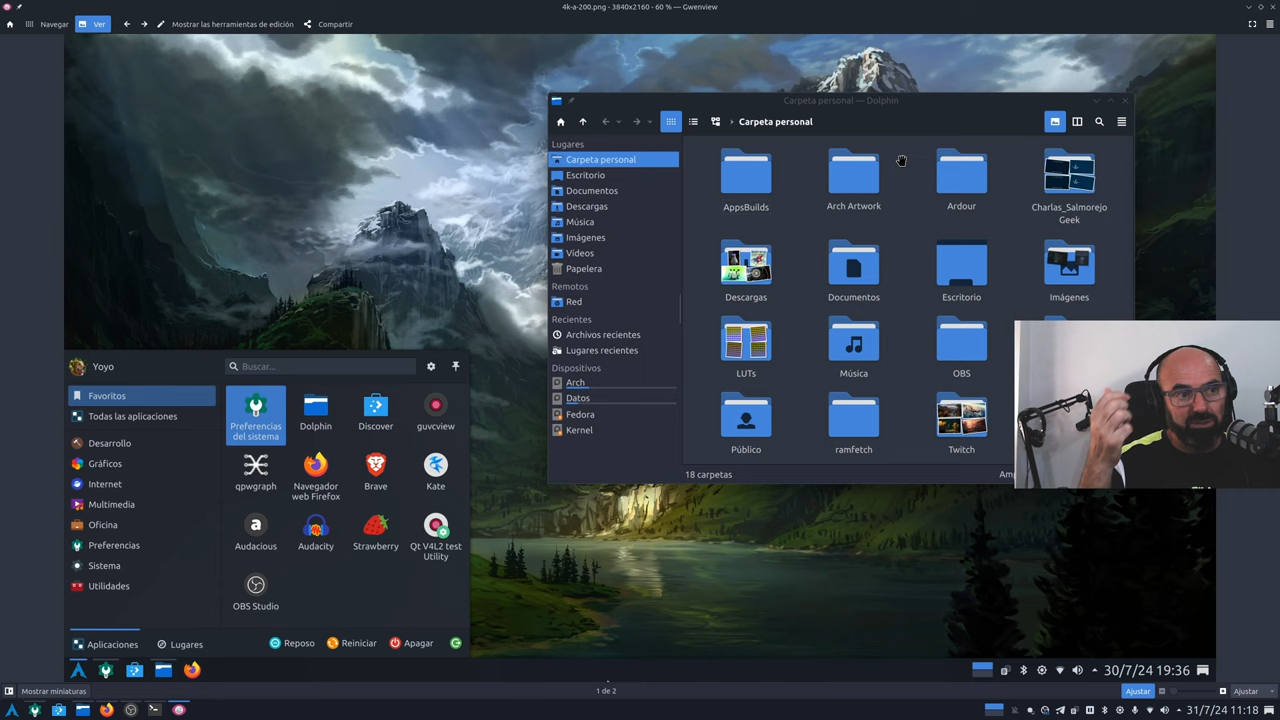 4k-a-200.png - 3840x2160 - 60 % — Gwenview
Navegar
Ver
Mostrar las herramientas de edición
Compartir
Carpeta personal — Dolphin
Carpeta personal
Lugares
Carpeta personal
Escritorio
Documentos
Descargas
Música
Imágenes
Vídeos
Papelera
Remotos
Red
Recientes
Archivos recientes
Lugares recientes
Dispositivos
Arch
Datos
Fedora
Kernel
AppsBuilds
Arch Artwork
Ardour
Charlas_Salmorejo
Geek
Descargas
Documentos
Escritorio
Imágenes
LUTs
Música
OBS
Público
ramfetch
Twitch
18 carpetas
Yoyo
Buscar...
Favoritos
Todas las aplicaciones
Desarrollo
Gráficos
Internet
Multimedia
Oficina
Preferencias
Sistema
Utilidades
Preferencias
del sistema
Dolphin
Discover
guvcview
qpwgraph
Navegador
web Firefox
Brave
Kate
Audacious
Audacity
Strawberry
Qt V4L2 test
Utility
OBS Studio
Aplicaciones
Lugares
Reposo
Reiniciar
Apagar
30/7/24 19:36
Mostrar miniaturas
1 de 2
Ajustar
Ajustar
31/7/24 11:18